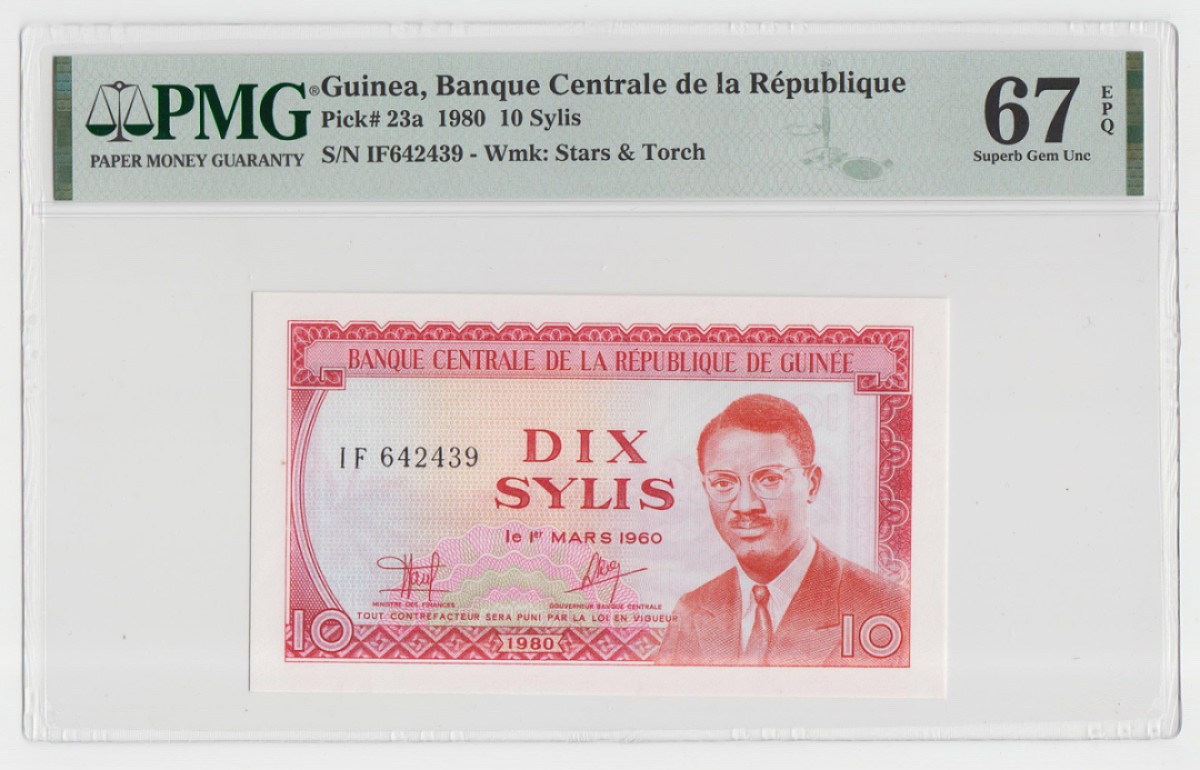 PMG®
PAPER MONEY GUARANTY
Guinea, Banque Centrale de la République
Pick# 23a 1980 10 Sylis
S/N IF642439 - Wmk: Stars & Torch
67
EPQ
Superb Gem Unc
BANQUE CENTRALE DE LA RÉPUBLIQUE DE GUINÉE
IF 642439
DIX
SYLIS
le 1er MARS 1960
MINISTRE DES FINANCES
GOUVERNEUR BANQUE CENTRALE
TOUT CONTREFACTEUR SERA PUNI PAR LA LOI EN VIGUEUR
10
1980
10